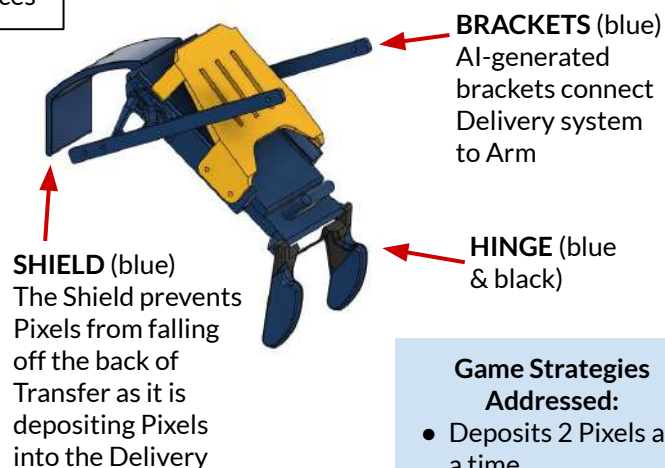 BRACKETS (blue)
AI-generated
brackets connect
Delivery system
to Arm
HINGE (blue
& black)
SHIELD (blue)
The Shield prevents
Pixels from falling
off the back of
Transfer as it is
depositing Pixels
into the Delivery
Game Strategies
Addressed:
● Deposits 2 Pixels a
a time